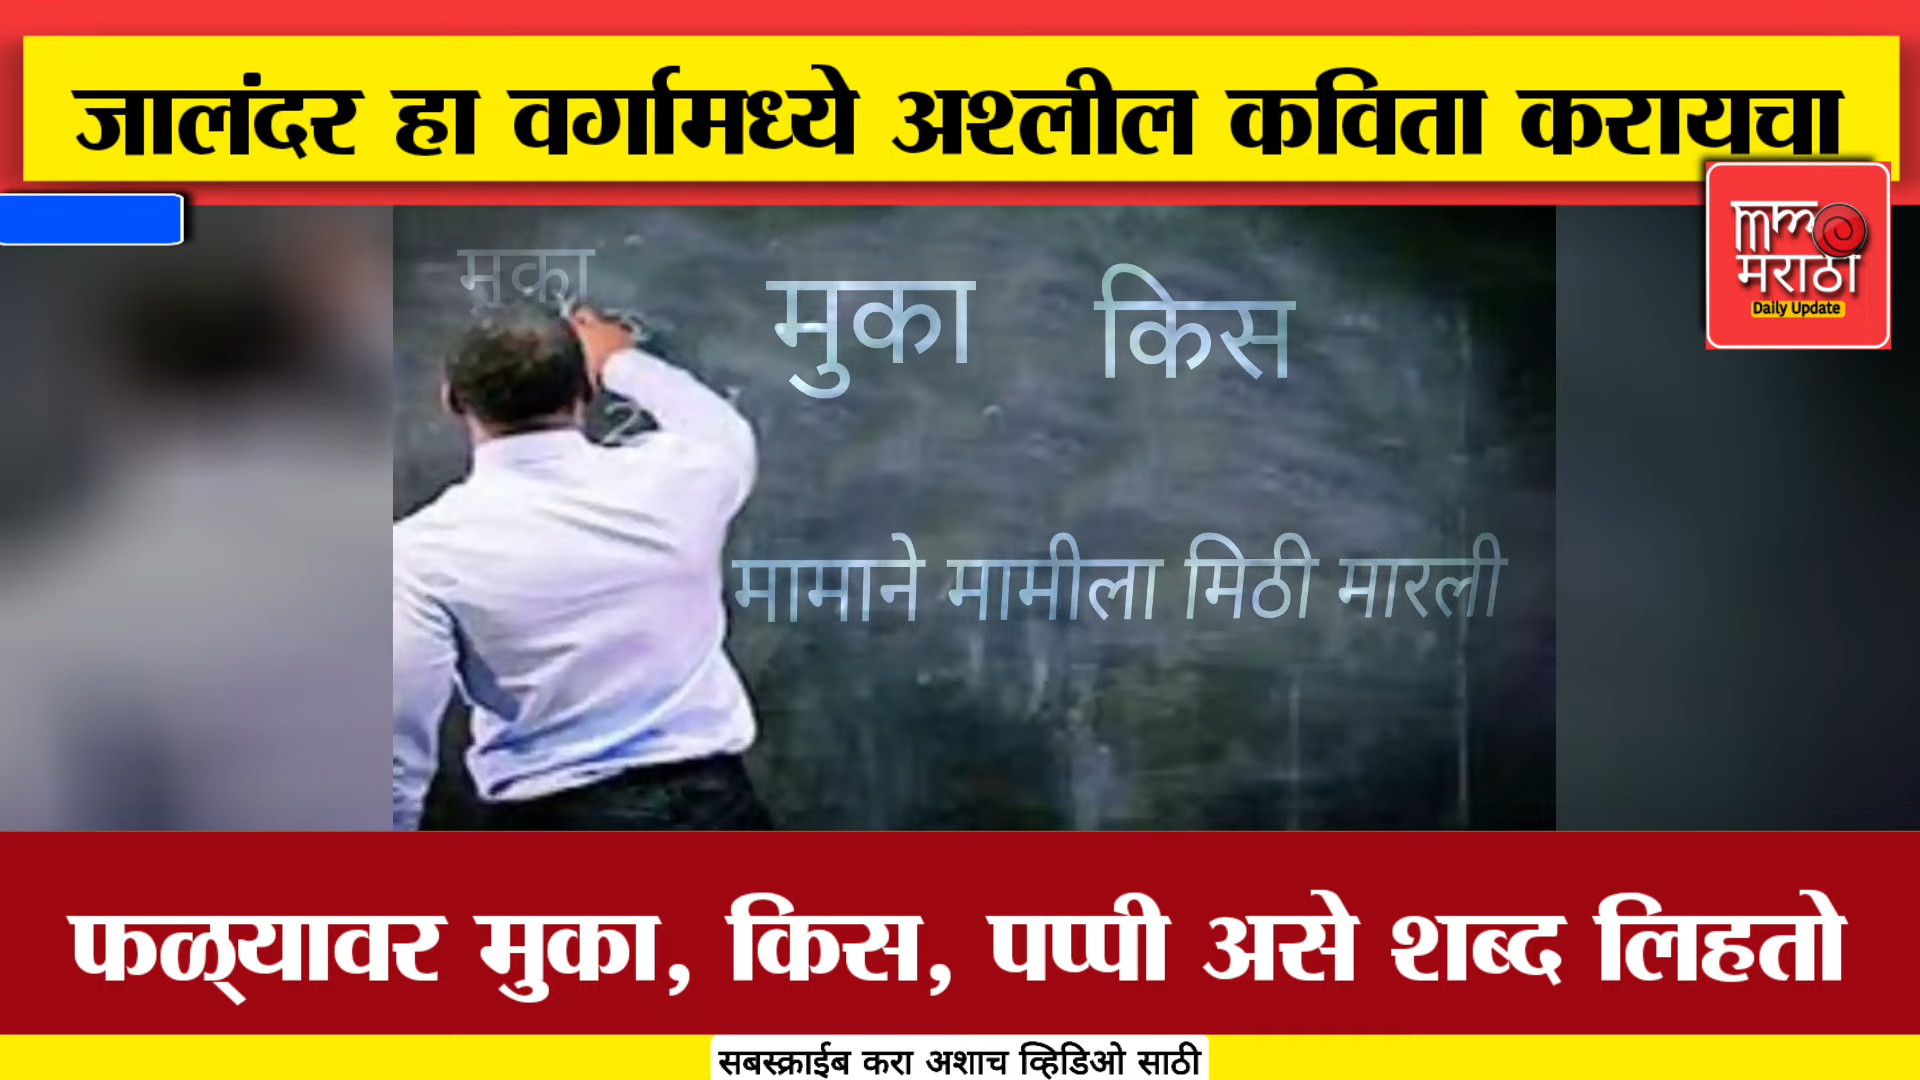 जालंदर हा वर्गामध्ये अश्लील कविता करायचा
मराठी
Daily Update
मुका
मुका किस
मामाने मामीला मिठी मारली
फळ्यावर मुका, किस, पप्पी असे शब्द लिहतो
सबस्क्राईब करा अशाच व्हिडिओ साठी